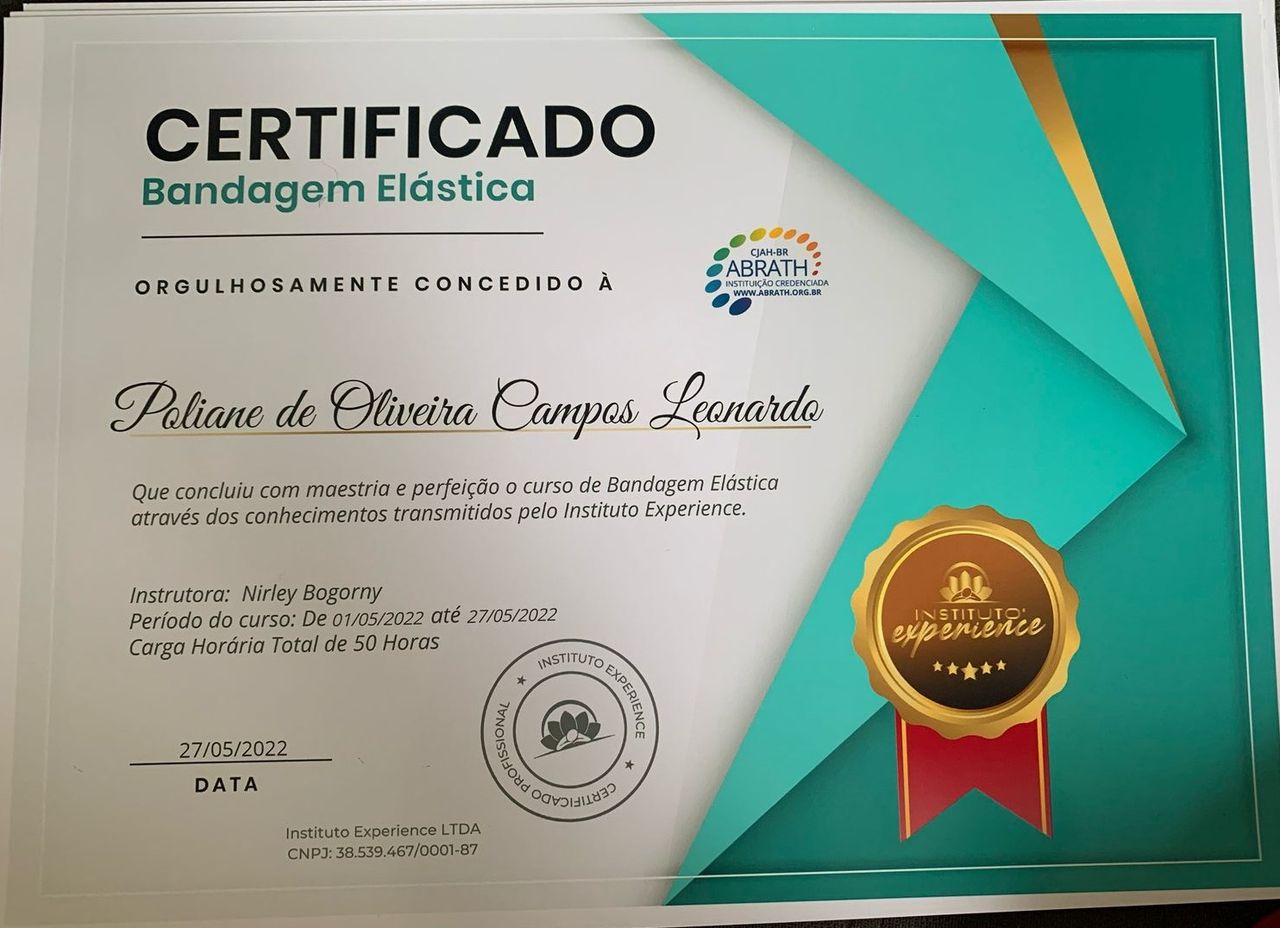 CERTIFICADO
Bandagem Elástica
ORGULHOSAMENTE CONCEDIDO À
CJAH-BR
ABRATH
INSTITUIÇÃO CREDENCIADA
WWW.ABRATH.ORG.BR
Poliane de Oliveira Campos Leonardo
Que concluiu com maestria e perfeição o curso de Bandagem Elástica
através dos conhecimentos transmitidos pelo Instituto Experience.
Instrutora: Nirley Bogorny
Período do curso: De 01/05/2022 até 27/05/2022
Carga Horária Total de 50 Horas
INSTITUTO
experience
INSTITUTO EXPERIENCE
CERTIFICADO PROFISSIONAL
27/05/2022
DATA
Instituto Experience LTDA
CNPJ: 38.539.467/0001-87